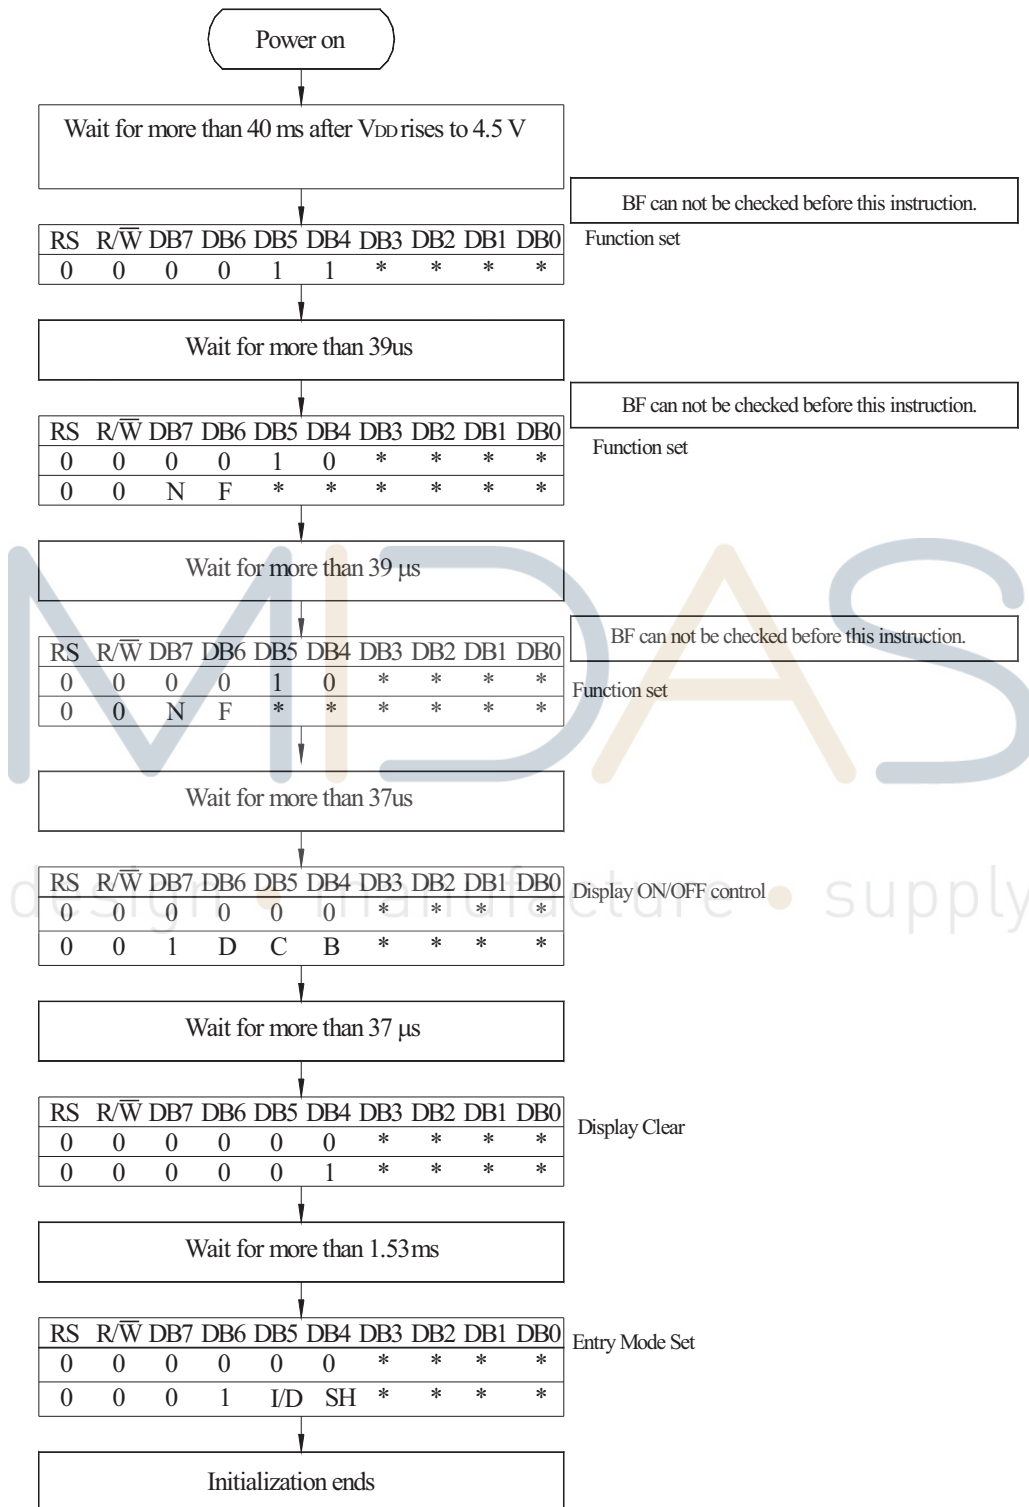 Power on
Wait for more than 40 ms after VDD rises to 4.5 V
BF can not be checked before this instruction.
RS R/W̅ DB7 DB6 DB5 DB4 DB3 DB2 DB1 DB0
Function set
0 0 0 0 1 1 * * * *
Wait for more than 39us
BF can not be checked before this instruction.
RS R/W̅ DB7 DB6 DB5 DB4 DB3 DB2 DB1 DB0
Function set
0 0 0 0 1 0 * * * *
0 0 N F * * * * * *
Wait for more than 39 µs
MIDAS
BF can not be checked before this instruction.
RS R/W̅ DB7 DB6 DB5 DB4 DB3 DB2 DB1 DB0
0 0 0 0 1 0 * * * *
Function set
0 0 N F * * * * * *
Wait for more than 37us
RS R/W̅ DB7 DB6 DB5 DB4 DB3 DB2 DB1 DB0
Display ON/OFF control
design • manufacture • supply
0 0 0 0 0 0 * * * *
0 0 1 D C B * * * *
Wait for more than 37 µs
RS R/W̅ DB7 DB6 DB5 DB4 DB3 DB2 DB1 DB0
Display Clear
0 0 0 0 0 0 * * * *
0 0 0 0 0 1 * * * *
Wait for more than 1.53ms
RS R/W̅ DB7 DB6 DB5 DB4 DB3 DB2 DB1 DB0
Entry Mode Set
0 0 0 0 0 0 * * * *
0 0 0 1 I/D SH * * * *
Initialization ends